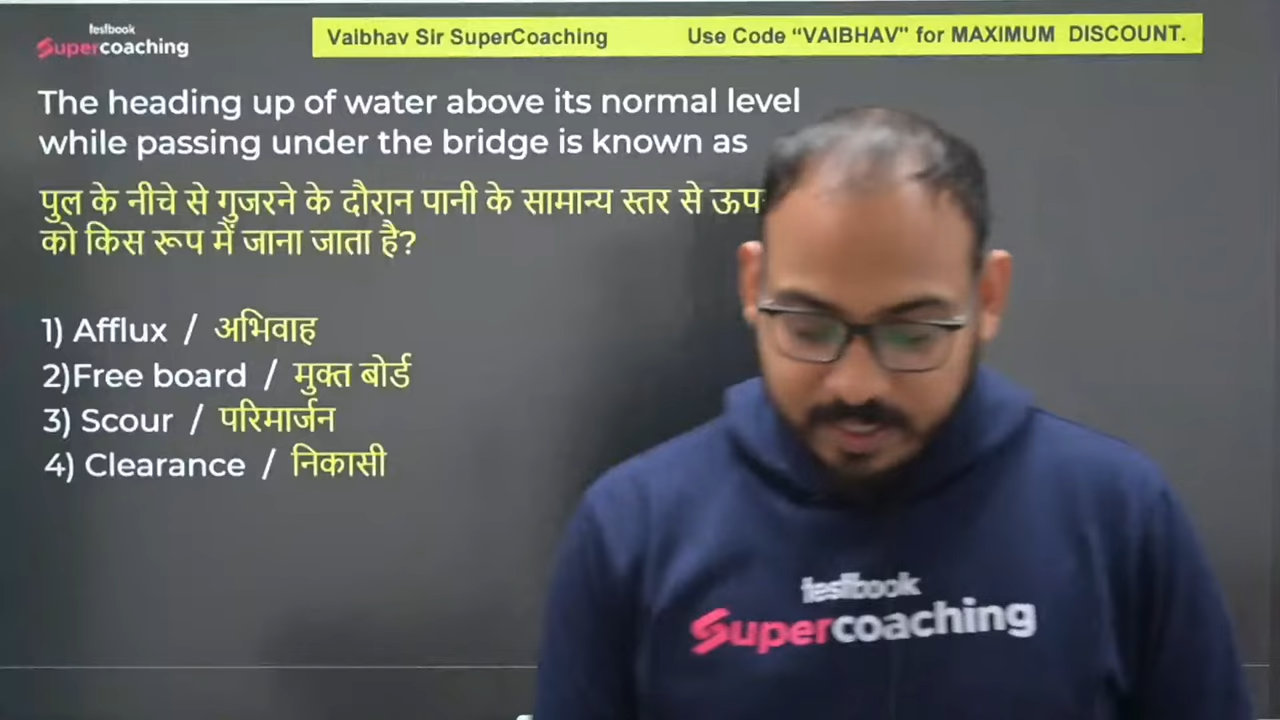 testbook
Supercoaching
Vaibhav Sir SuperCoaching
Use Code “VAIBHAV" for MAXIMUM DISCOUNT.
The heading up of water above its normal level
while passing under the bridge is known as
पुल के नीचे से गुजरने के दौरान पानी के सामान्य स्तर से
को किस रूप में जाना जाता है?
1) Afflux / अभिवाह
2)Free board / मुक्त बोर्ड
3) Scour / परिमार्जन
4) Clearance / निकासी
testbook
Supercoaching